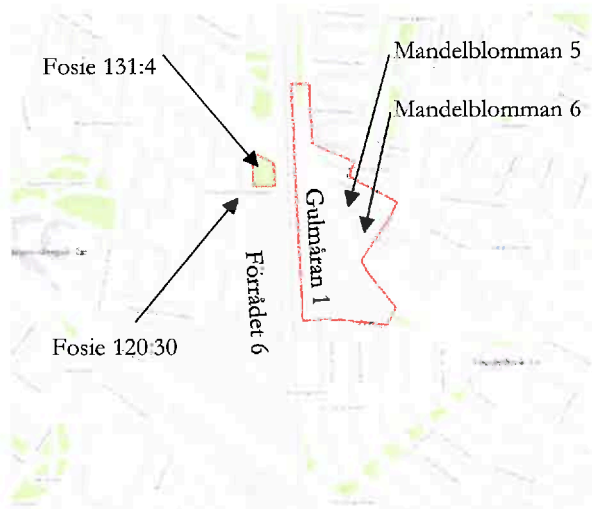 Mandelblomman 5
Fosie 131:4
Mandelblomman 6
Gulmåran 1
Förrådet 6
Fosie 120:30